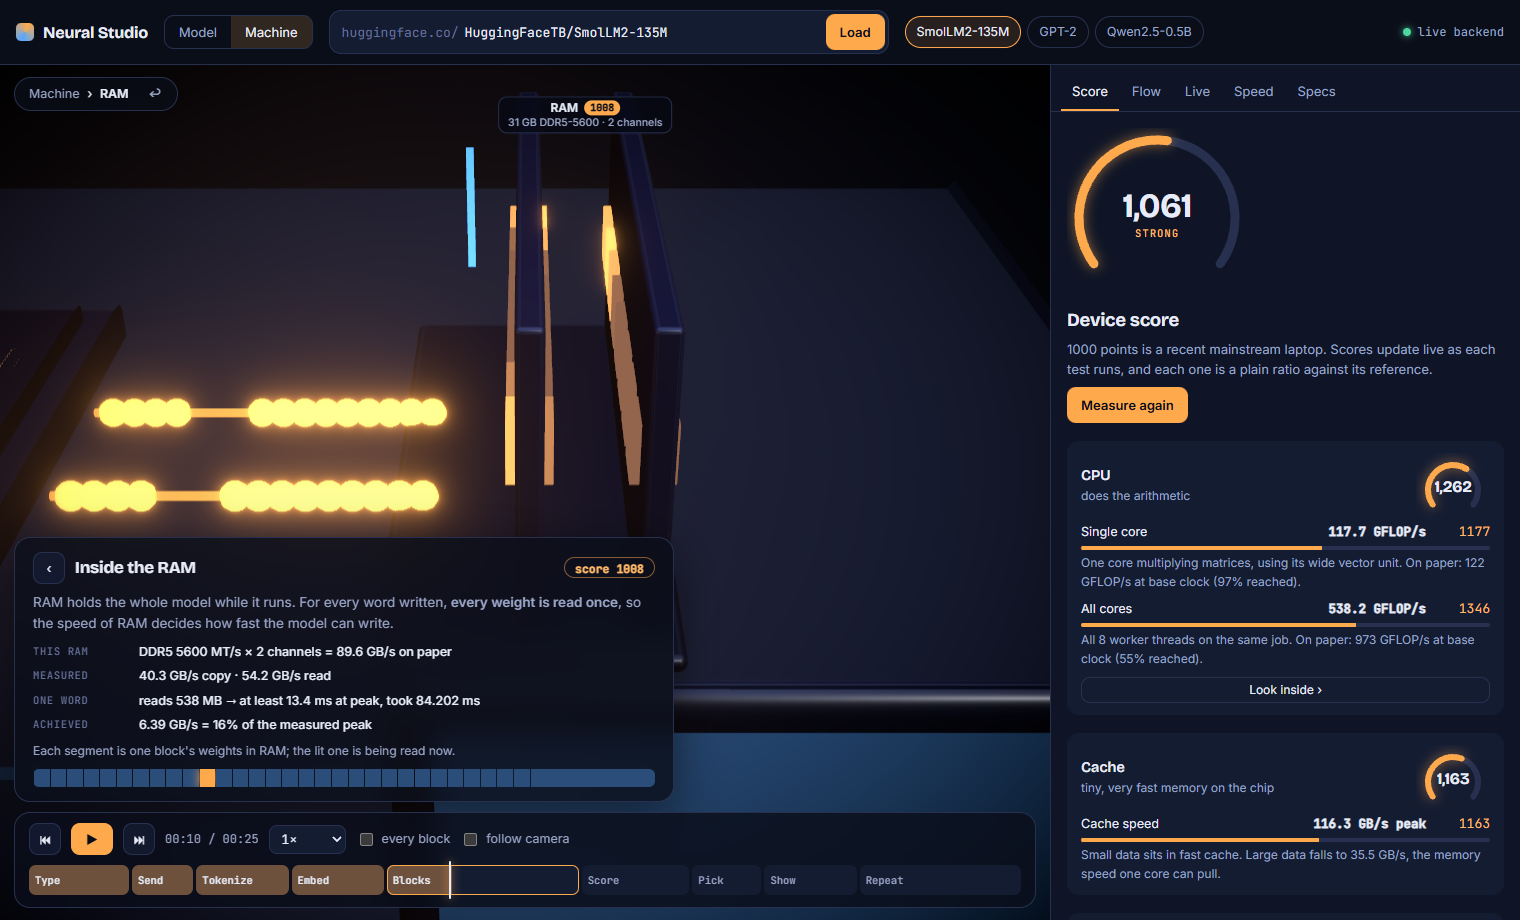 Neural Studio
Model
Machine
huggingface.co/ HuggingFaceTB/SmolLM2-135M
Load
SmolLM2-135M
GPT-2
Qwen2.5-0.5B
live backend
Machine › RAM ↩
RAM 1008
31 GB DDR5-5600 · 2 channels
Score
Flow
Live
Speed
Specs
1,061
STRONG
Device score
1000 points is a recent mainstream laptop. Scores update live as each
test runs, and each one is a plain ratio against its reference.
Measure again
CPU
does the arithmetic
1,262
Single core 117.7 GFLOP/s 1177
One core multiplying matrices, using its wide vector unit. On paper: 122
GFLOP/s at base clock (97% reached).
All cores 538.2 GFLOP/s 1346
All 8 worker threads on the same job. On paper: 973 GFLOP/s at base
clock (55% reached).
Look inside ›
Cache
tiny, very fast memory on the chip
1,163
Cache speed 116.3 GB/s peak 1163
Small data sits in fast cache. Large data falls to 35.5 GB/s, the memory
speed one core can pull.
‹ Inside the RAM
score 1008
RAM holds the whole model while it runs. For every word written, every weight is read once, so
the speed of RAM decides how fast the model can write.
THIS RAM DDR5 5600 MT/s × 2 channels = 89.6 GB/s on paper
MEASURED 40.3 GB/s copy · 54.2 GB/s read
ONE WORD reads 538 MB → at least 13.4 ms at peak, took 84.202 ms
ACHIEVED 6.39 GB/s = 16% of the measured peak
Each segment is one block's weights in RAM; the lit one is being read now.
00:10 / 00:25
1×
every block
follow camera
Type
Send
Tokenize
Embed
Blocks
Score
Pick
Show
Repeat